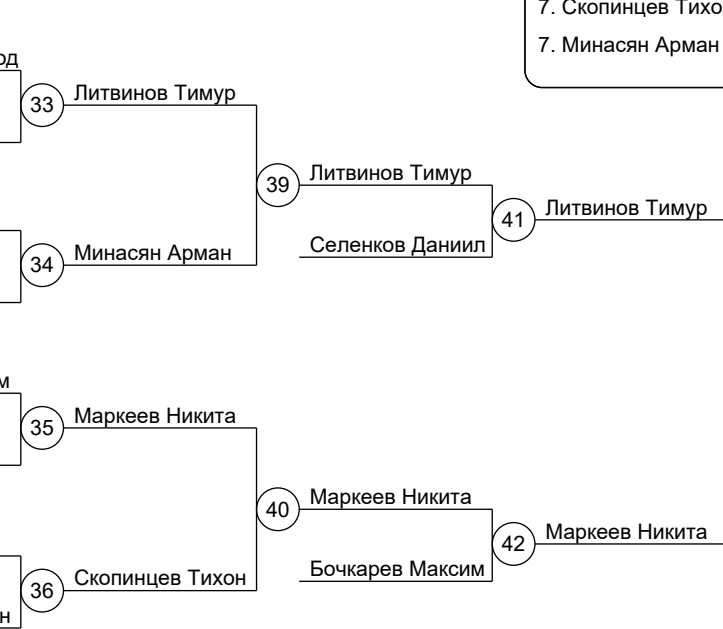 7. Скопинцев Тихо
7. Минасян Арман
од
33 Литвинов Тимур
39 Литвинов Тимур
41 Литвинов Тимур
Селенков Даниил
34 Минасян Арман
м
35 Маркеев Никита
40 Маркеев Никита
42 Маркеев Никита
Бочкарев Максим
36 Скопинцев Тихон
н